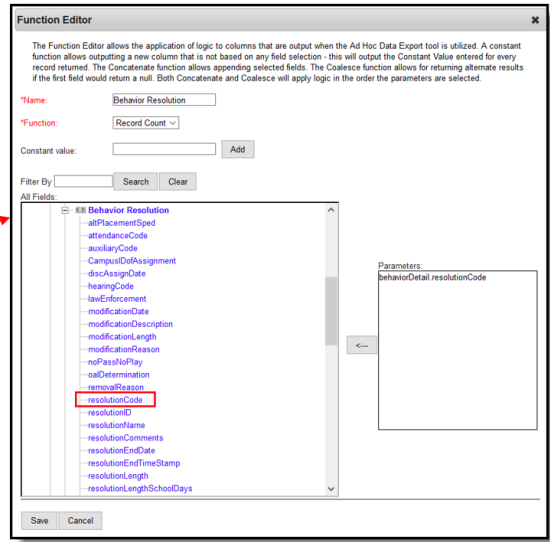 Function Editor
The Function Editor allows the application of logic to columns that are output when the Ad Hoc Data Export tool is utilized. A constant
function allows outputting a new column that is not based on any field selection - this will output the Constant Value entered for every
record returned. The Concatenate function allows appending selected fields. The Coalesce function allows for returning alternate results
if the first field would return a null. Both Concatenate and Coalesce will apply logic in the order the parameters are selected.
*Name: Behavior Resolution
*Function: Record Count
Constant value: Add
Filter By Search Clear
All Fields:
Behavior Resolution
altPlacementSped
attendanceCode
auxiliaryCode
CampusIDofAssignment
discAssignDate
hearingCode
lawEnforcement
modificationDate
modificationDescription
modificationLength
modificationReason
noPassNoPlay
oalDetermination
removalReason
resolutionCode
resolutionID
resolutionName
resolutionComments
resolutionEndDate
resolutionEndTimeStamp
resolutionLength
resolutionLengthSchoolDays
<---
Parameters:
behaviorDetail.resolutionCode
Save Cancel